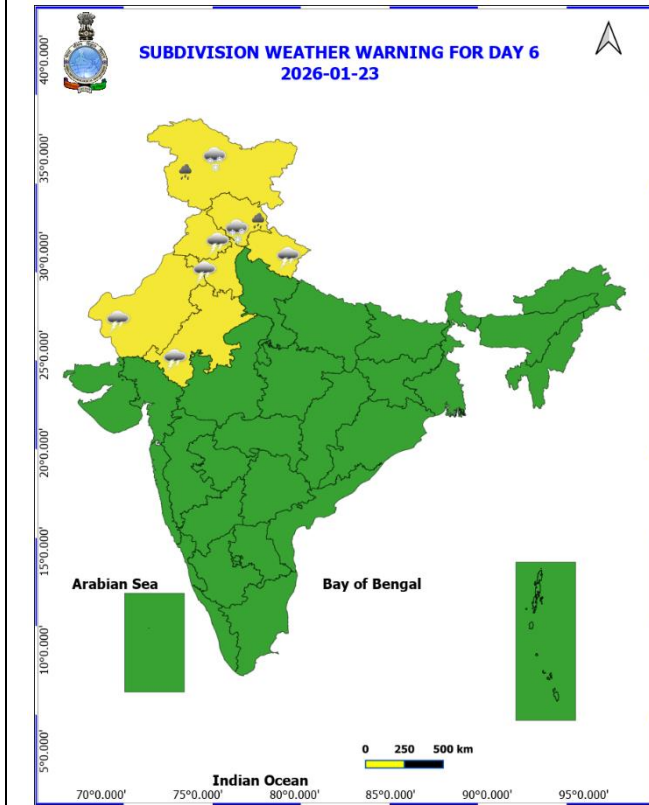 SUBDIVISION WEATHER WARNING FOR DAY 6
2026-01-23
40°0.000'
35°0.000'
30°0.000'
25°0.000'
20°0.000'
15°0.000'
10°0.000'
5°0.000'
Arabian Sea
Bay of Bengal
0 250 500 km
Indian Ocean
70°0.000' 75°0.000' 80°0.000' 85°0.000' 90°0.000' 95°0.000'